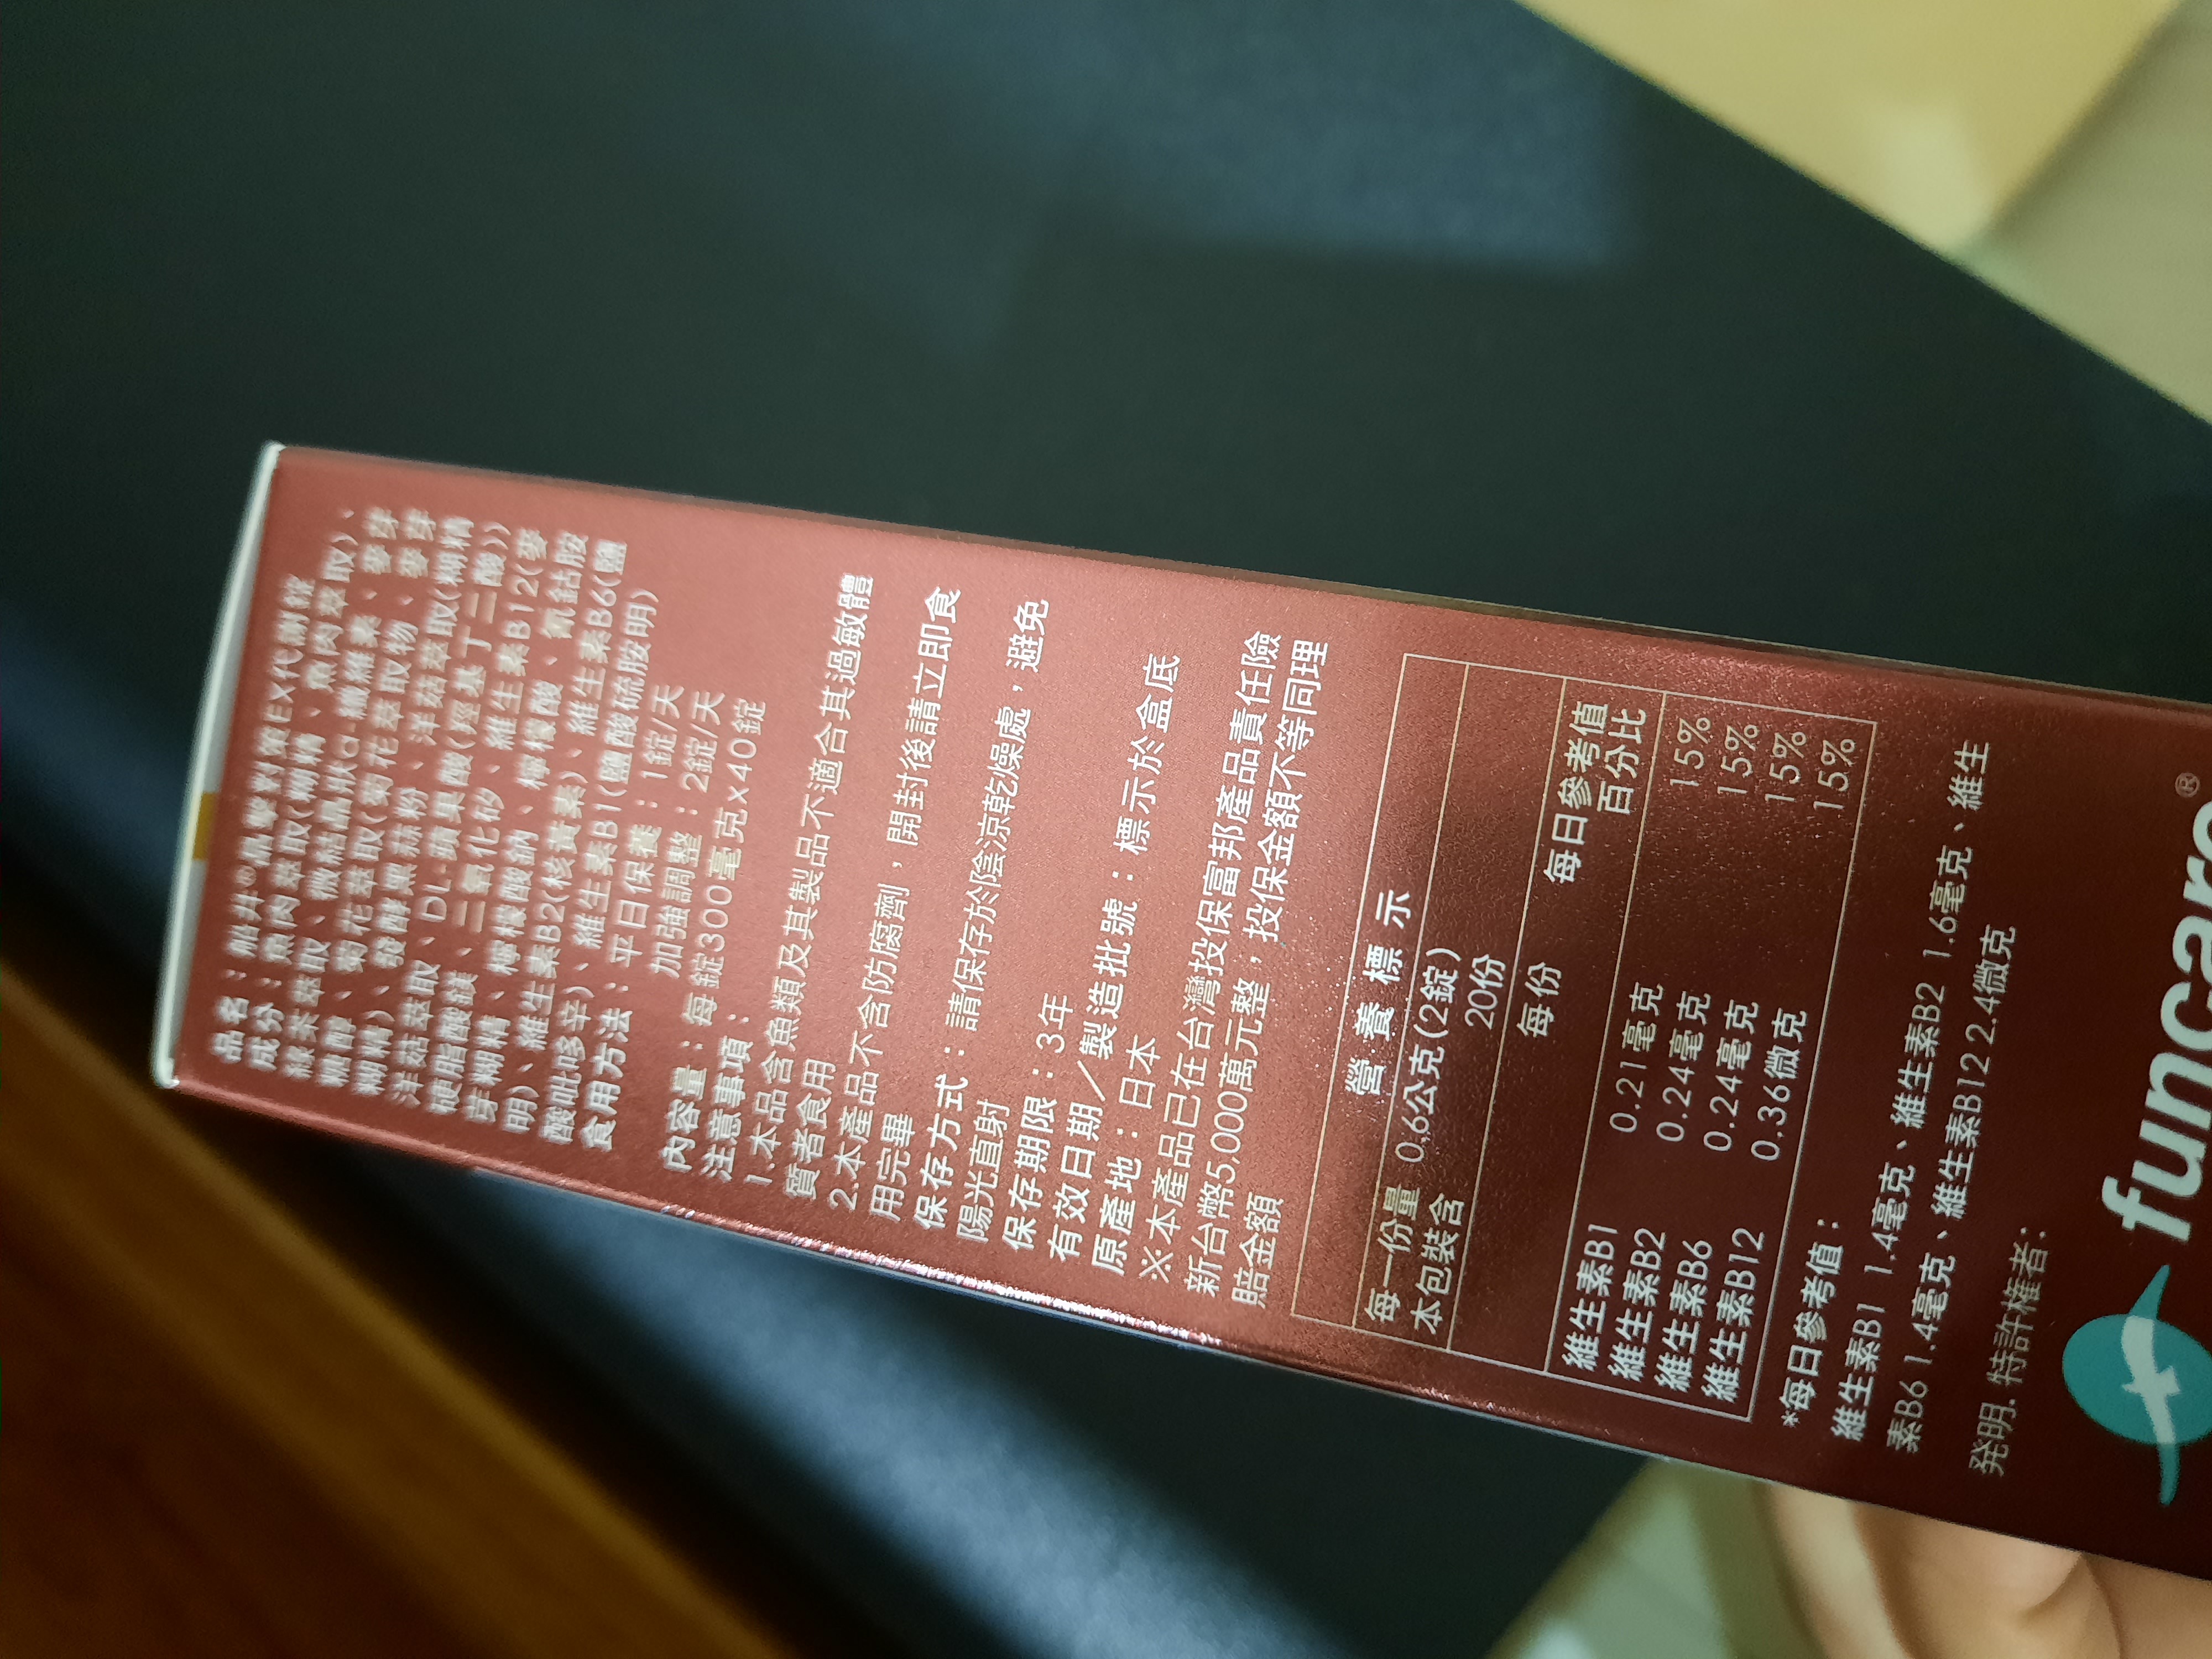 品名：船井®
成分：燕肉萃取(糊精、燕肉萃取)、
綠茶萃取、微結晶狀α-纖維素、麥芽
糊精、菊花萃取(菊花萃取物、麥芽
糊精)、發酵黑蒜粉、洋菇萃取(糊精
洋菇萃取、DL-蘋果酸(羥基丁二酸))
硬脂酸鎂、二氧化矽、維生素B12(麥
芽糊精、檸檬酸鈉、檸檬酸、氰鈷胺
明)、維生素B2(核黃素)、維生素B6(鹽
酸吡哆辛)、維生素B1(鹽酸硫胺明)
食用方法：平日保養：1錠/天
加強調整：2錠/天
內容量：每錠300毫克×40錠
注意事項：
1.本品含魚類及其製品不適合其過敏體
質者食用
2.本產品不含防腐劑，開封後請立即食
用完畢
保存方式：請保存於陰涼乾燥處，避免
陽光直射
保存期限：3年
有效日期／製造批號：標示於盒底
原產地：日本
※本產品已在台灣投保富邦產品責任險
新台幣5,000萬元整，投保金額不等同理
賠金額
營養標示
每一份量 0.6公克(2錠)
本包裝含 20份
每份 每日參考值
百分比
維生素B1 0.21毫克 15%
維生素B2 0.24毫克 15%
維生素B6 0.24毫克 15%
維生素B12 0.36微克 15%
*每日參考值：
維生素B1 1.4毫克、維生素B2 1.6毫克、維生
素B6 1.4毫克、維生素B12 2.4微克
発明.特許権者：
funcare®